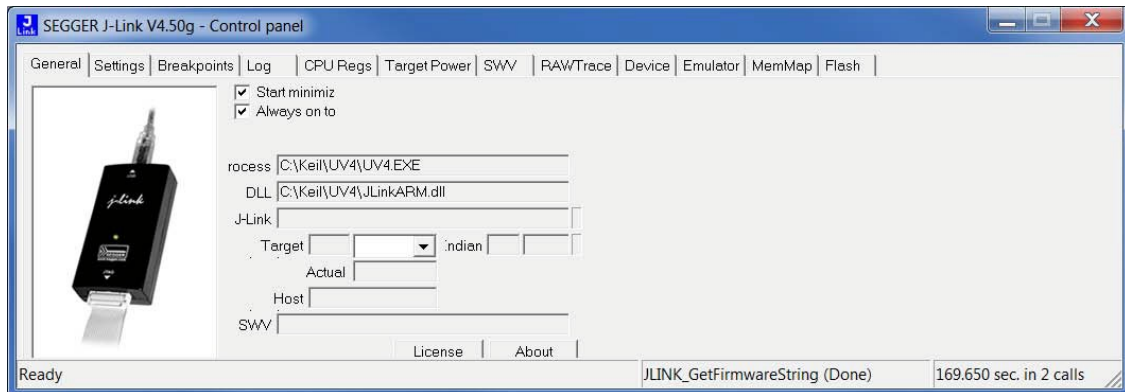 SEGGER J-Link V4.50g - Control panel
General Settings Breakpoints Log CPU Regs Target Power SWV RAWTrace Device Emulator MemMap Flash
Start minimiz
Always on to
rocess C:\Keil\UV4\UV4.EXE
DLL C:\Keil\UV4\JLinkARM.dll
J-Link
Target ndian
Actual
Host
SWV
License About
j-link
Ready JLINK_GetFirmwareString (Done) 169.650 sec. in 2 calls